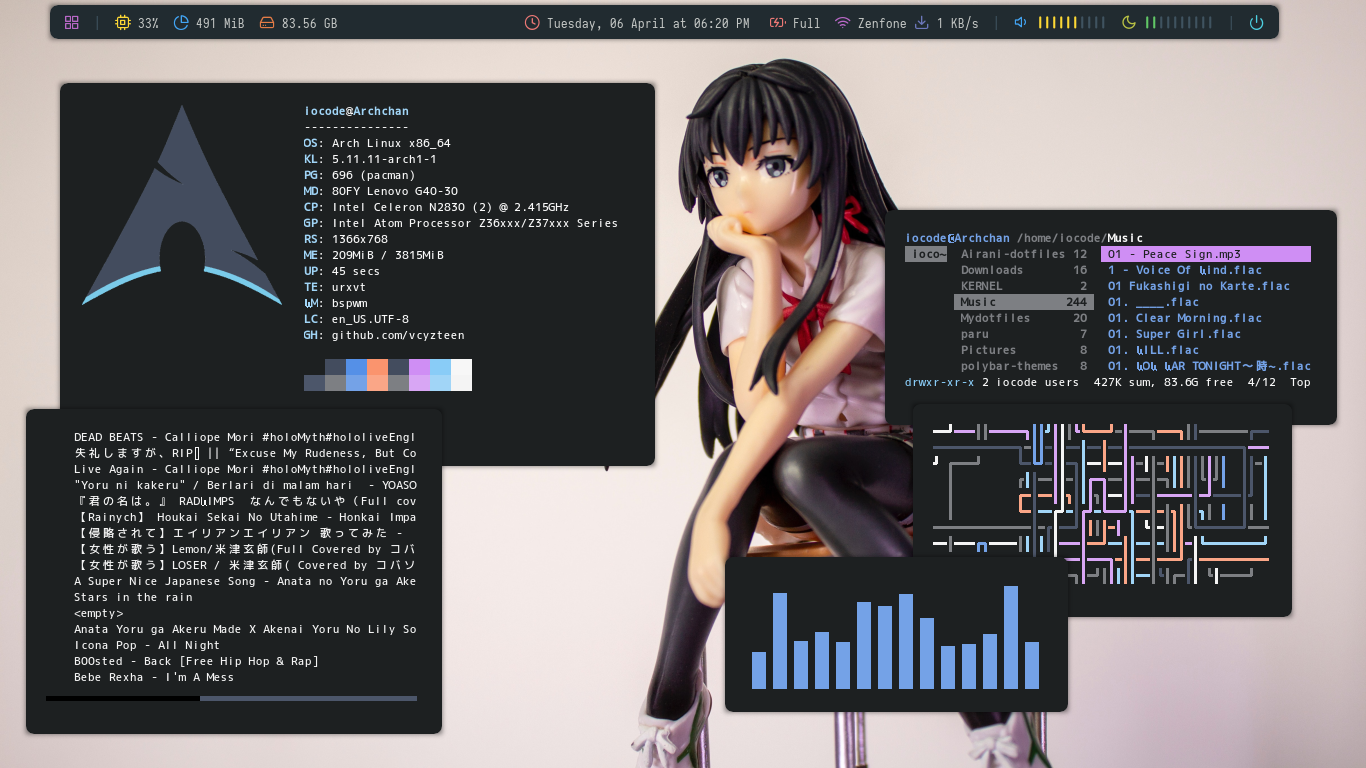 33% 491 MiB 83.56 GB Tuesday, 06 April at 06:20 PM Full Zenfone 1 KB/s
iocode@Archchan
---------------
OS: Arch Linux x86_64
KL: 5.11.11-arch1-1
PG: 696 (pacman)
MD: 80FY Lenovo G40-30
CP: Intel Celeron N2830 (2) @ 2.415GHz
GP: Intel Atom Processor Z36xxx/Z37xxx Series
RS: 1366x768
ME: 209MiB / 3815MiB
UP: 45 secs
TE: urxvt
WM: bspwm
LC: en_US.UTF-8
GH: github.com/vcyzteen
iocode@Archchan /home/iocode/Music
ioco~ Airani-dotfiles 12 01 - Peace Sign.mp3
Downloads 16 1 - Voice Of Wind.flac
KERNEL 2 01 Fukashigi no Karte.flac
Music 244 01. ____.flac
Mydotfiles 20 01. Clear Morning.flac
paru 7 01. Super Girl.flac
Pictures 8 01. WILL.flac
polybar-themes 8 01. WOW WAR TONIGHT～時~.flac
drwxr-xr-x 2 iocode users 427K sum, 83.6G free 4/12 Top
DEAD BEATS - Calliope Mori #holoMyth#hololiveEngl
失礼しますが、RIP▯ || “Excuse My Rudeness, But Co
Live Again - Calliope Mori #holoMyth#hololiveEngl
"Yoru ni kakeru" / Berlari di malam hari - YOASO
『君の名は。』 RADWIMPS なんでもないや (Full cov
【Rainych】 Houkai Sekai No Utahime - Honkai Impa
【侵略されて】エイリアンエイリアン 歌ってみた -
【女性が歌う】Lemon/米津玄師(Full Covered by コバ
【女性が歌う】LOSER / 米津玄師( Covered by コバソ
A Super Nice Japanese Song - Anata no Yoru ga Ake
Stars in the rain
<empty>
Anata Yoru ga Akeru Made X Akenai Yoru No Lily So
Icona Pop - All Night
BOOsted - Back [Free Hip Hop & Rap]
Bebe Rexha - I'm A Mess